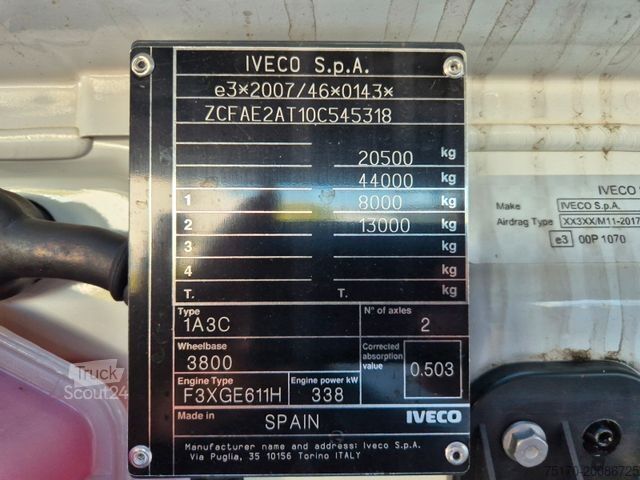 IVECO S.p.A.
e3*2007/46*0143*
ZCFAE2AT10C545318
20500 kg
44000 kg
1 8000 kg
2 13000 kg
3 kg
4 kg
T. T. kg
Type N° of axles
1A3C 2
Wheelbase Corrected absorption value
3800 0.503
Engine Type Engine power kW
F3XGE611H 338
Made in SPAIN IVECO
Manufacturer name and address: Iveco S.p.A.
Via Puglia, 35 10156 Torino ITALY
IVECO
Make IVECO S.p.A.
Airdrag Type XX3XX/M11-2017
e3 00P 1070
Truck
Scout24
75170-20086725